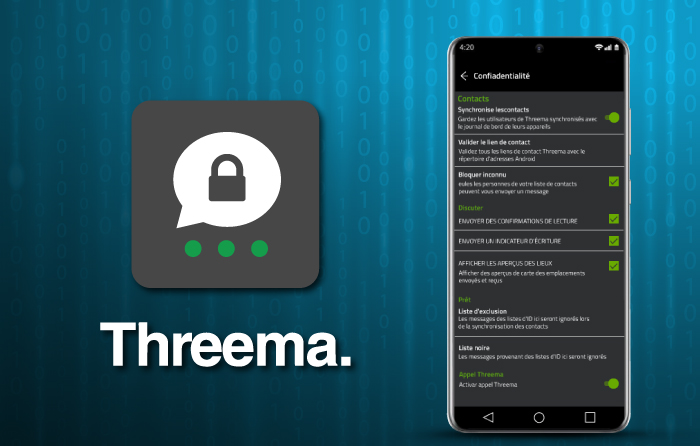 Threema.
4:20
Confiadentialité
Contacts
Synchronise lescontacts
Gardez les utilisateurs de Threema synchronisés avec
le journal de bord de leurs appareils
Valider le lien de contact
Validez tous les liens de contact Threema avec le
répertoire d'adresses Android
Bloquer inconnu
eules les personnes de votre liste de contacts
peuvent vous envoyer un message
Discuter
ENVOYER DES CONFIRMATIONS DE LECTURE
ENVOYER UN INDICATEUR D'ÉCRITURE
AFFICHER LES APERÇUS DES LIEUX
Afficher des aperçus de carte des emplacements
envoyés et reçus
Prêt
Liste d'exclusion
Les messages des listes d'ID ici seront ignorés lors
de la synchronisation des contacts
Liste noire
Les messages provenant des listes d'ID ici seront ignorés
Appel Threema
Activar appel Threema